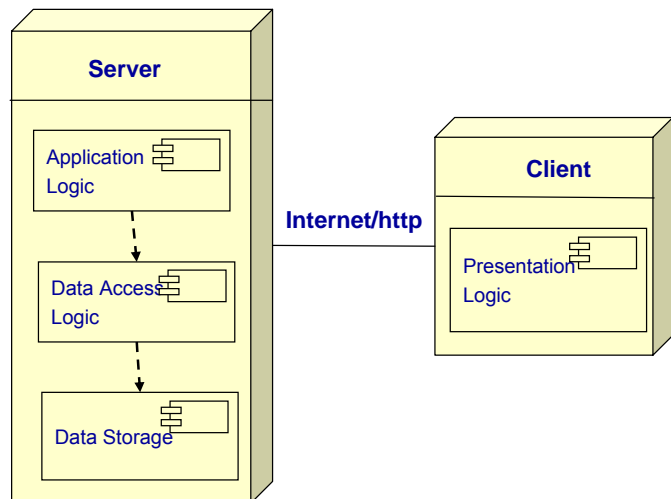 Server
Application
Logic
Data Access
Logic
Data Storage
Internet/http
Client
Presentation
Logic